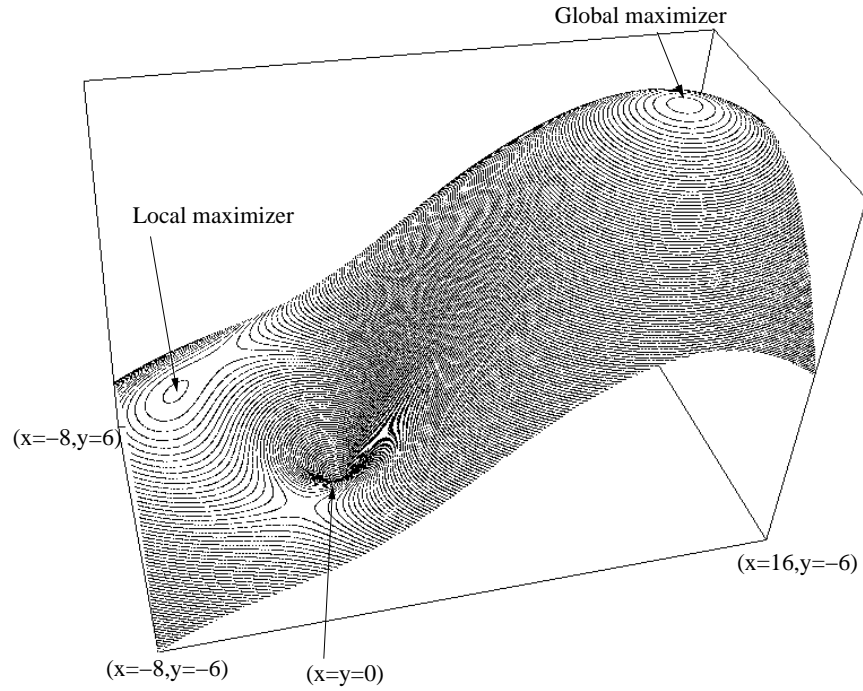 Global maximizer
Local maximizer
(x=−8,y=6)
(x=16,y=−6)
(x=−8,y=−6)
(x=y=0)